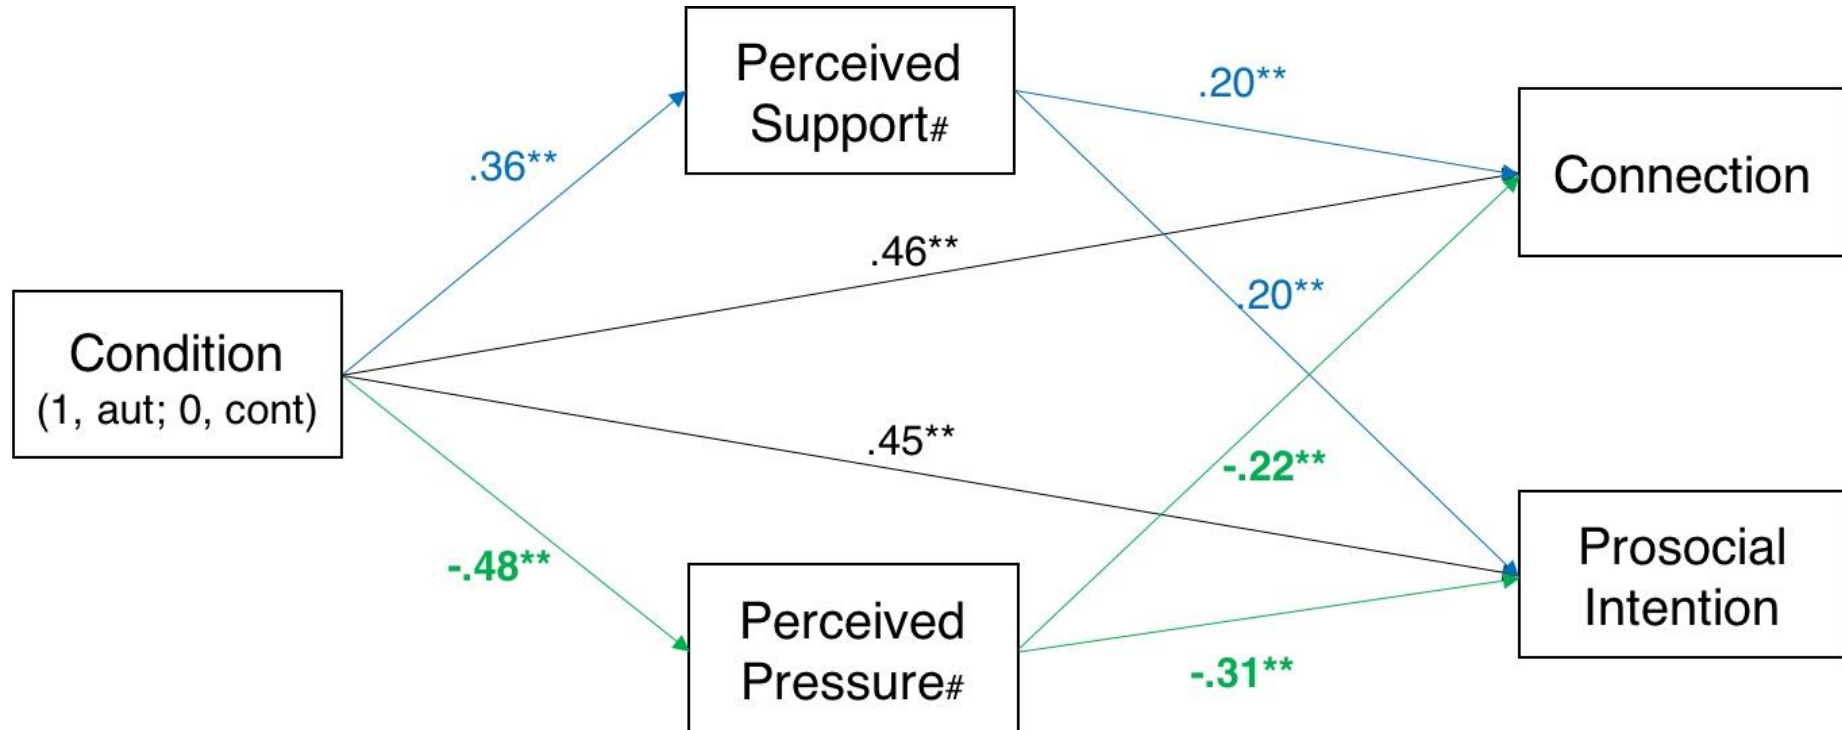 Perceived
Support#
.20**
.36**
Connection
.46**
.20**
Condition
(1, aut; 0, cont)
.45**
-.22**
-.48**
Prosocial
Intention
Perceived
Pressure#
-.31**